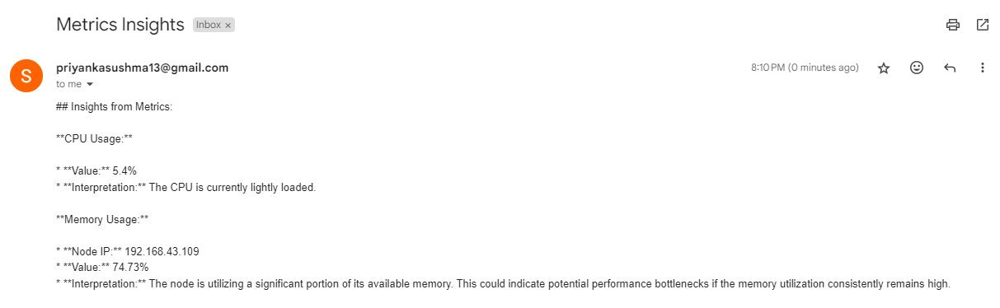 Metrics Insights Inbox ×
S
priyankasushma13@gmail.com 8:10 PM (0 minutes ago)
to me
## Insights from Metrics:
**CPU Usage:**
* **Value:** 5.4%
* **Interpretation:** The CPU is currently lightly loaded.
**Memory Usage:**
* **Node IP:** 192.168.43.109
* **Value:** 74.73%
* **Interpretation:** The node is utilizing a significant portion of its available memory. This could indicate potential performance bottlenecks if the memory utilization consistently remains high.